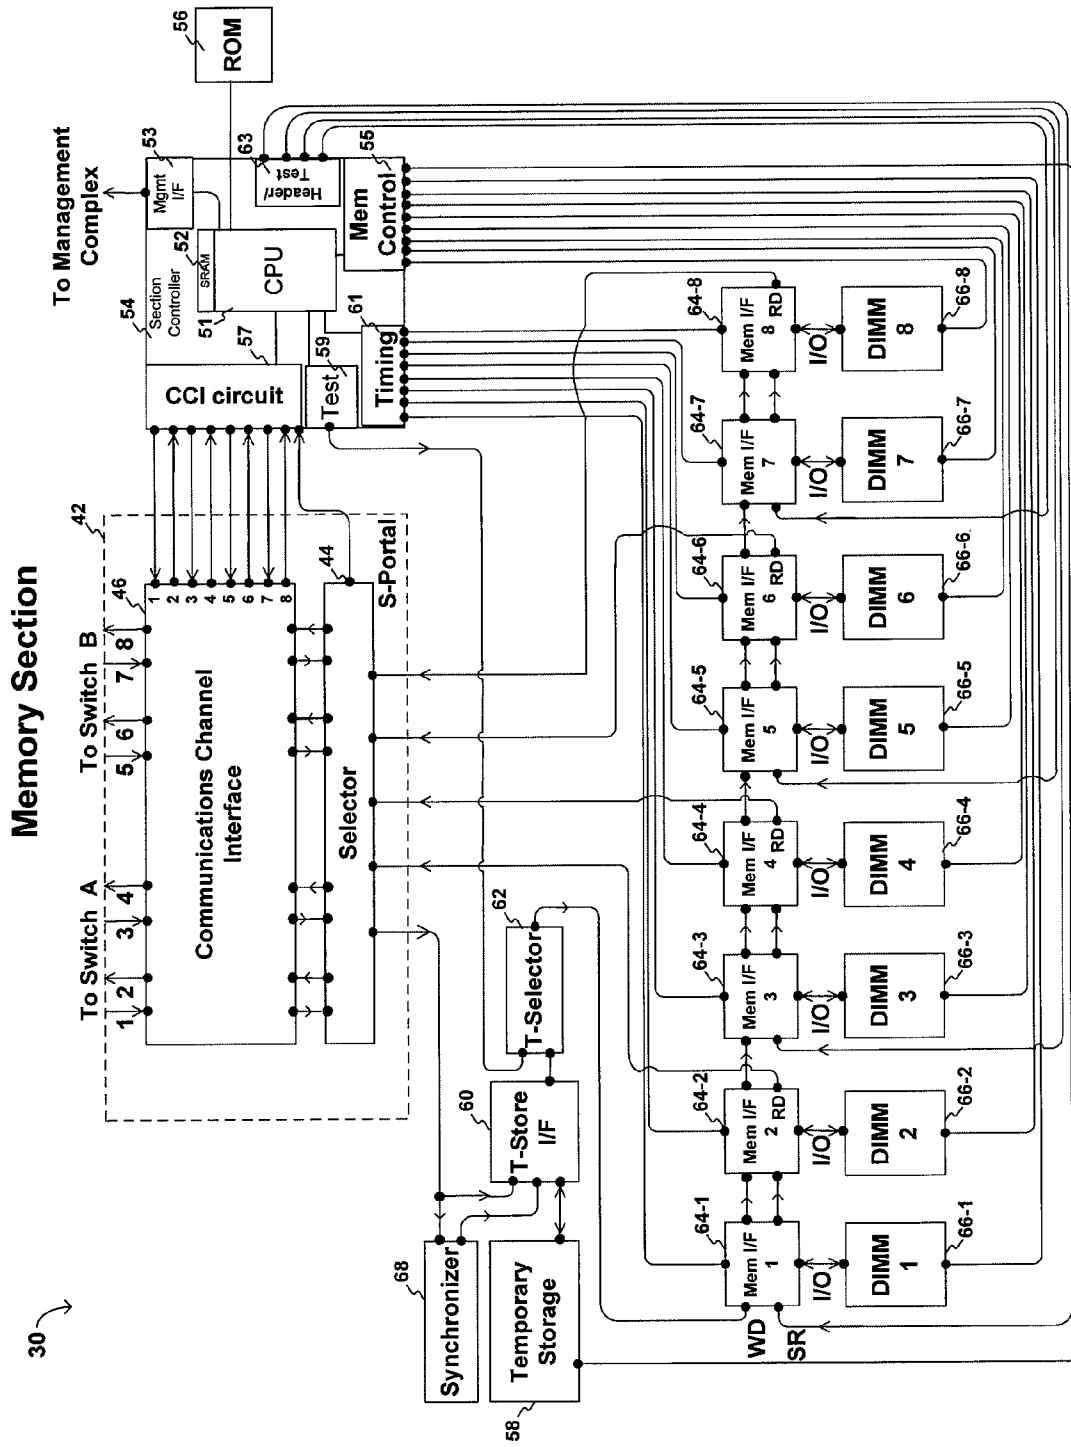 Memory Section
30
To Switch A
To Switch B
1
2
3
4
5
6
7
8
42
46
Communications Channel
Interface
1
2
3
4
5
6
7
8
Selector
44
S-Portal
To Management
Complex
54
Section
Controller
57
CCI circuit
51
52
SRAM
CPU
53
Mgmt
I/F
56
ROM
63
Header/
Test
55
Mem
Control
59
Test
61
Timing
68
Synchronizer
58
Temporary
Storage
60
T-Store
I/F
62
T-Selector
WD
SR
64-1
Mem I/F
1
64-2
Mem I/F
2
RD
64-3
Mem I/F
3
64-4
Mem I/F
4
RD
64-5
Mem I/F
5
64-6
Mem I/F
6
RD
64-7
Mem I/F
7
64-8
Mem I/F
8
RD
I/O
I/O
I/O
I/O
I/O
I/O
I/O
I/O
DIMM
1
66-1
DIMM
2
66-2
DIMM
3
66-3
DIMM
4
66-4
DIMM
5
66-5
DIMM
6
66-6
DIMM
7
66-7
DIMM
8
66-8